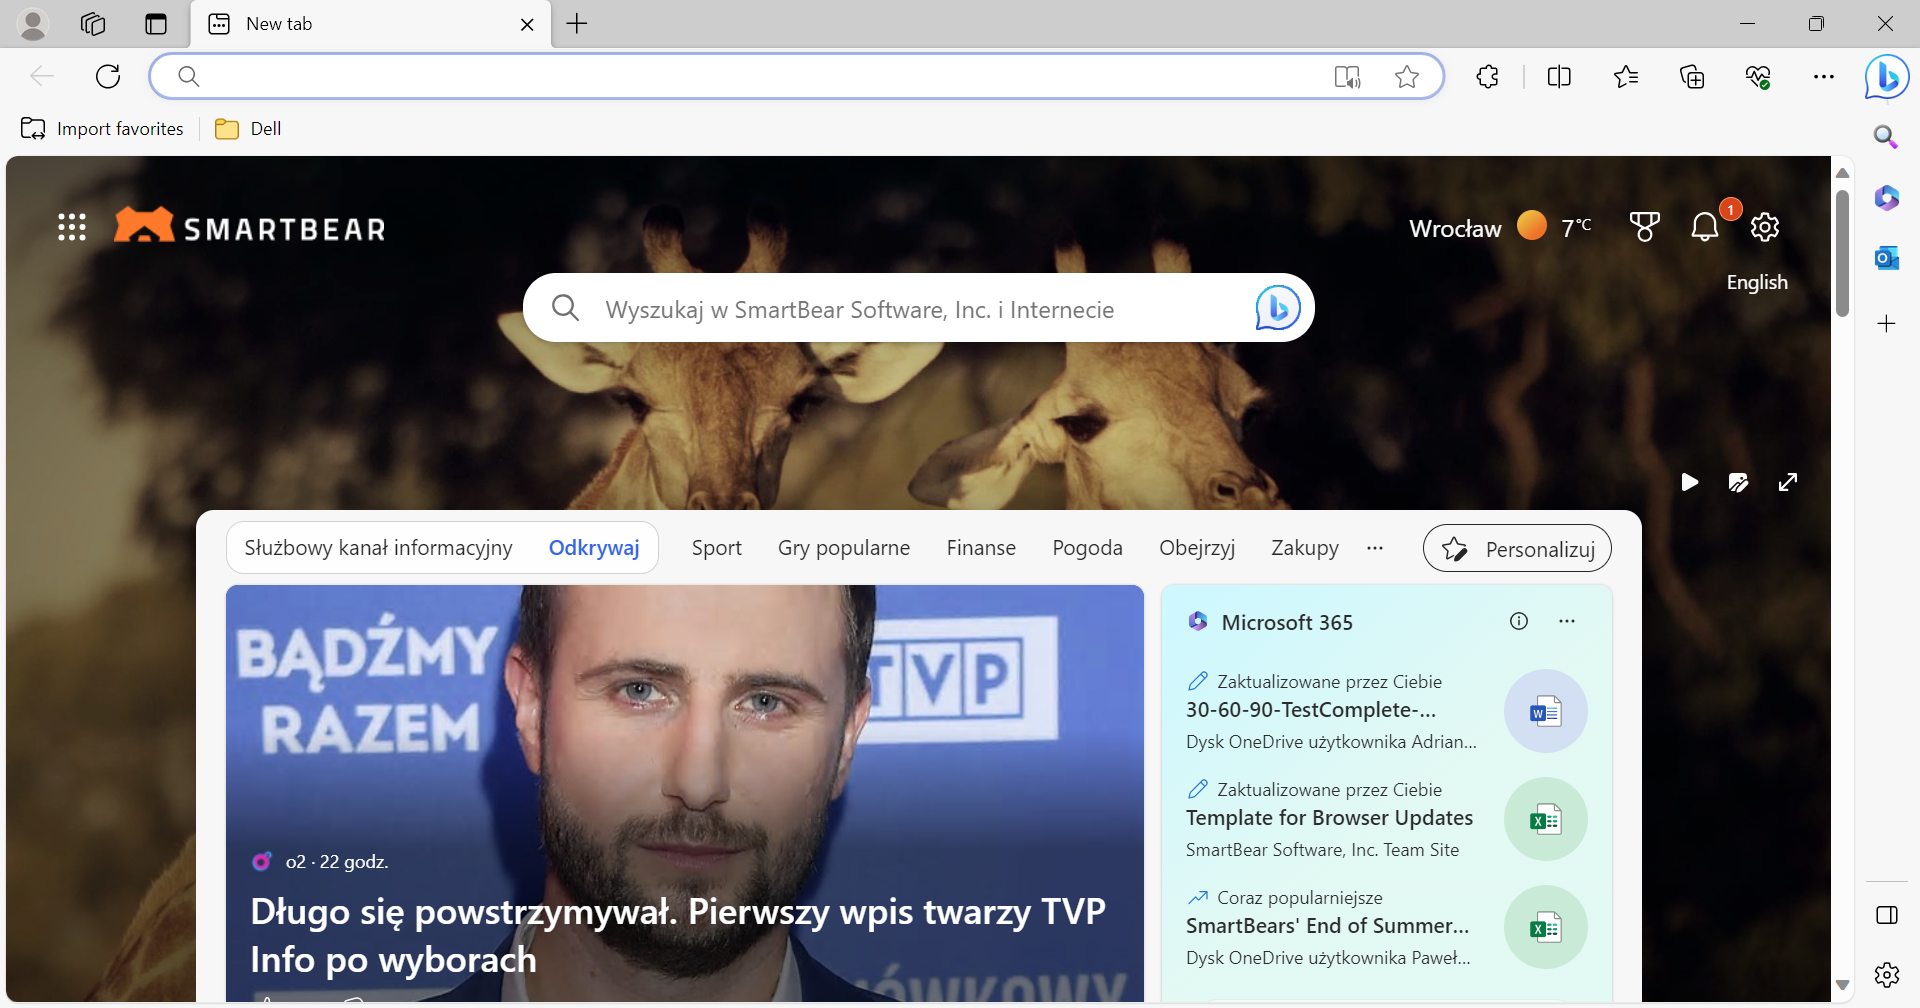 New tab
Import favorites
Dell
SMARTBEAR
Wrocław
7°C
1
English
Wyszukaj w SmartBear Software, Inc. i Internecie
Służbowy kanał informacyjny
Odkrywaj
Sport
Gry popularne
Finanse
Pogoda
Obejrzyj
Zakupy
Personalizuj
BĄDŹMY
RAZEM
TVP
o2 · 22 godz.
Długo się powstrzymywał. Pierwszy wpis twarzy TVP
Info po wyborach
Microsoft 365
Zaktualizowane przez Ciebie
30-60-90-TestComplete-...
Dysk OneDrive użytkownika Adrian...
Zaktualizowane przez Ciebie
Template for Browser Updates
SmartBear Software, Inc. Team Site
Coraz popularniejsze
SmartBears' End of Summer...
Dysk OneDrive użytkownika Paweł...